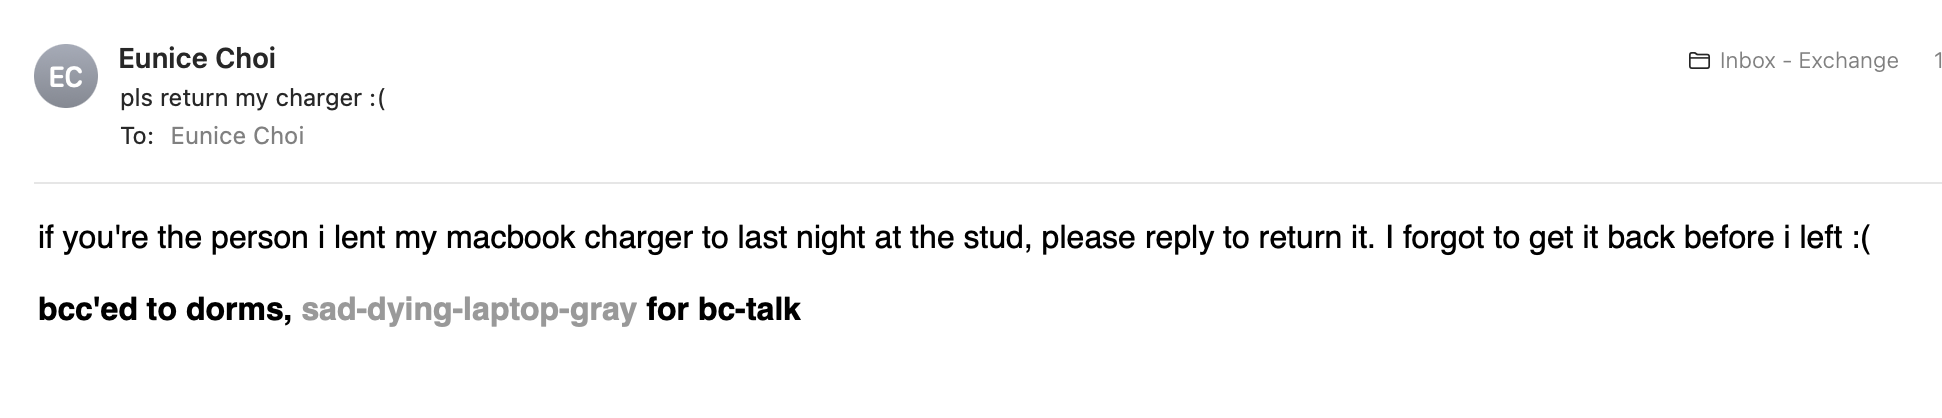 EC
Eunice Choi
Inbox - Exchange 1
pls return my charger :(
To: Eunice Choi
if you're the person i lent my macbook charger to last night at the stud, please reply to return it. I forgot to get it back before i left :(
bcc'ed to dorms, sad-dying-laptop-gray for bc-talk